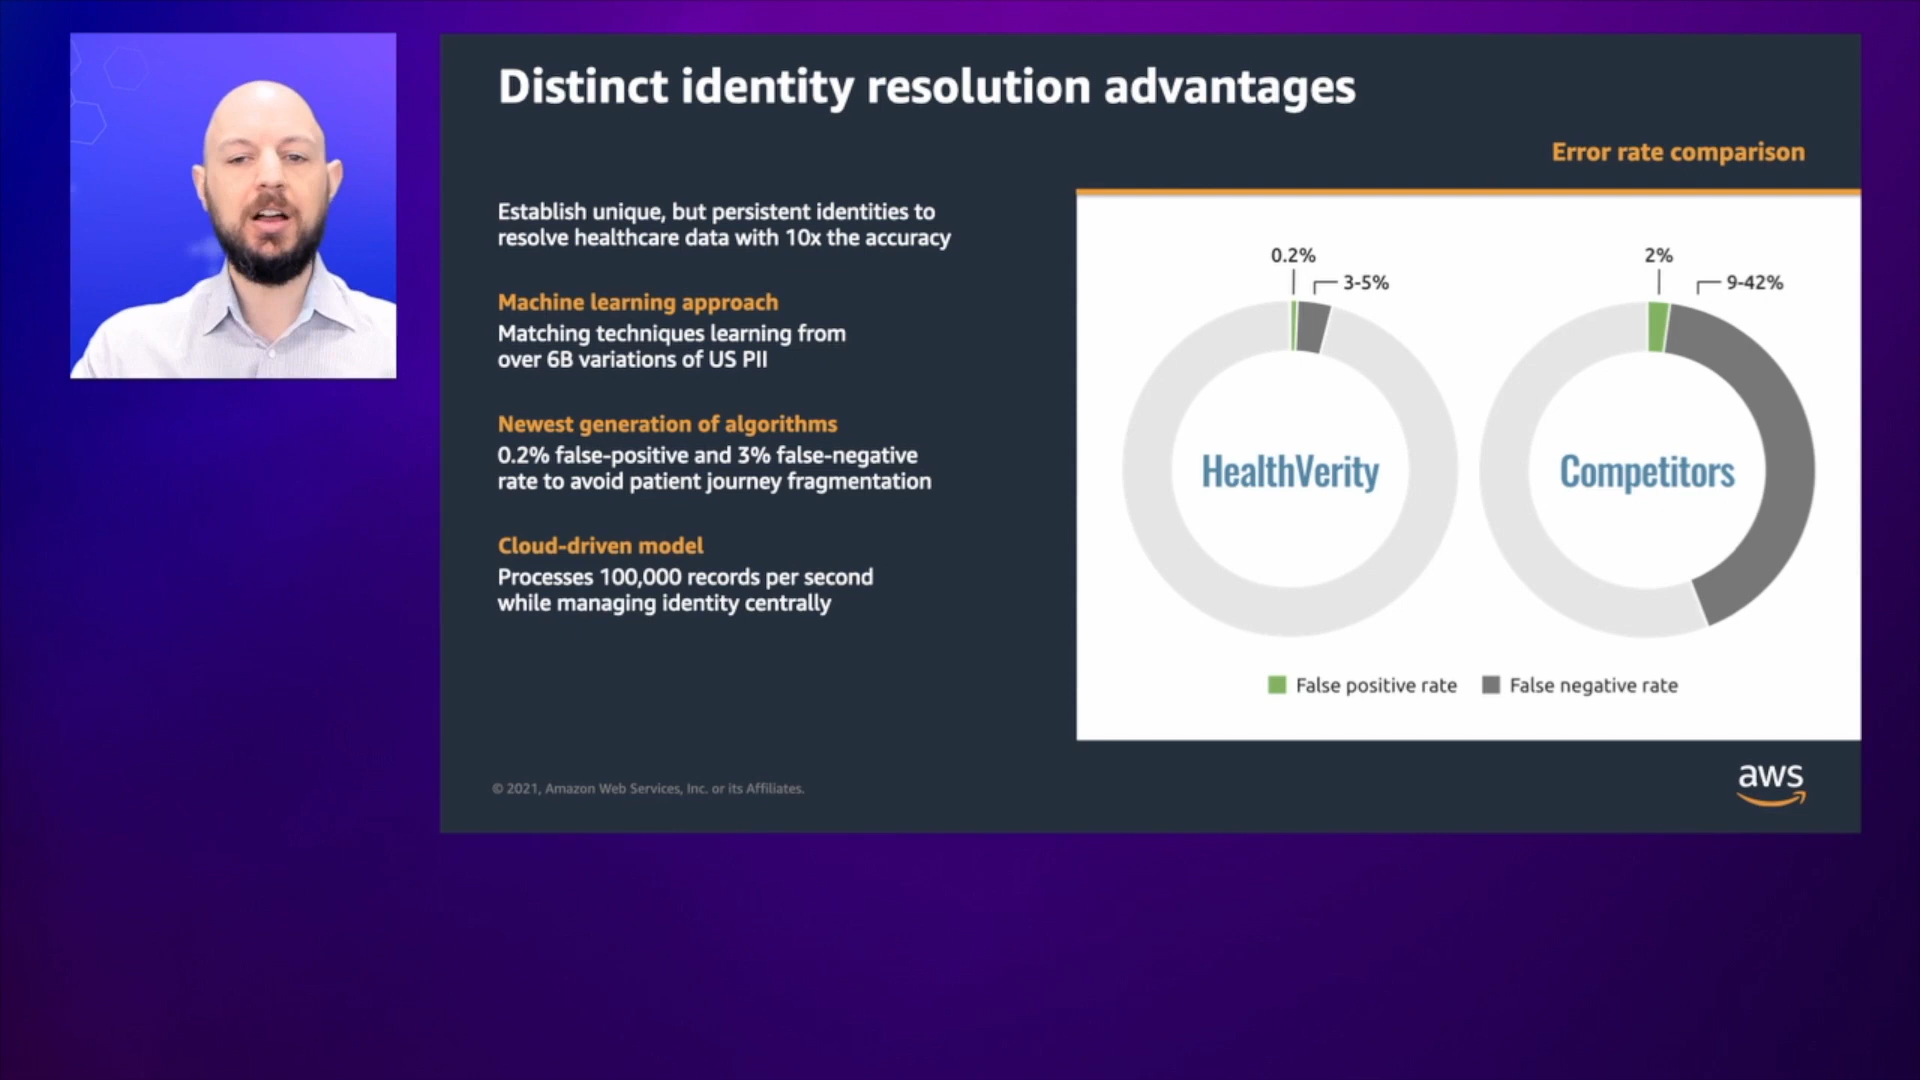 Distinct identity resolution advantages
Error rate comparison
Establish unique, but persistent identities to
resolve healthcare data with 10x the accuracy
Machine learning approach
Matching techniques learning from
over 6B variations of US PII
Newest generation of algorithms
0.2% false-positive and 3% false-negative
rate to avoid patient journey fragmentation
Cloud-driven model
Processes 100,000 records per second
while managing identity centrally
0.2%
3-5%
HealthVerity
2%
9-42%
Competitors
False positive rate
False negative rate
© 2021, Amazon Web Services, Inc. or its Affiliates.
aws